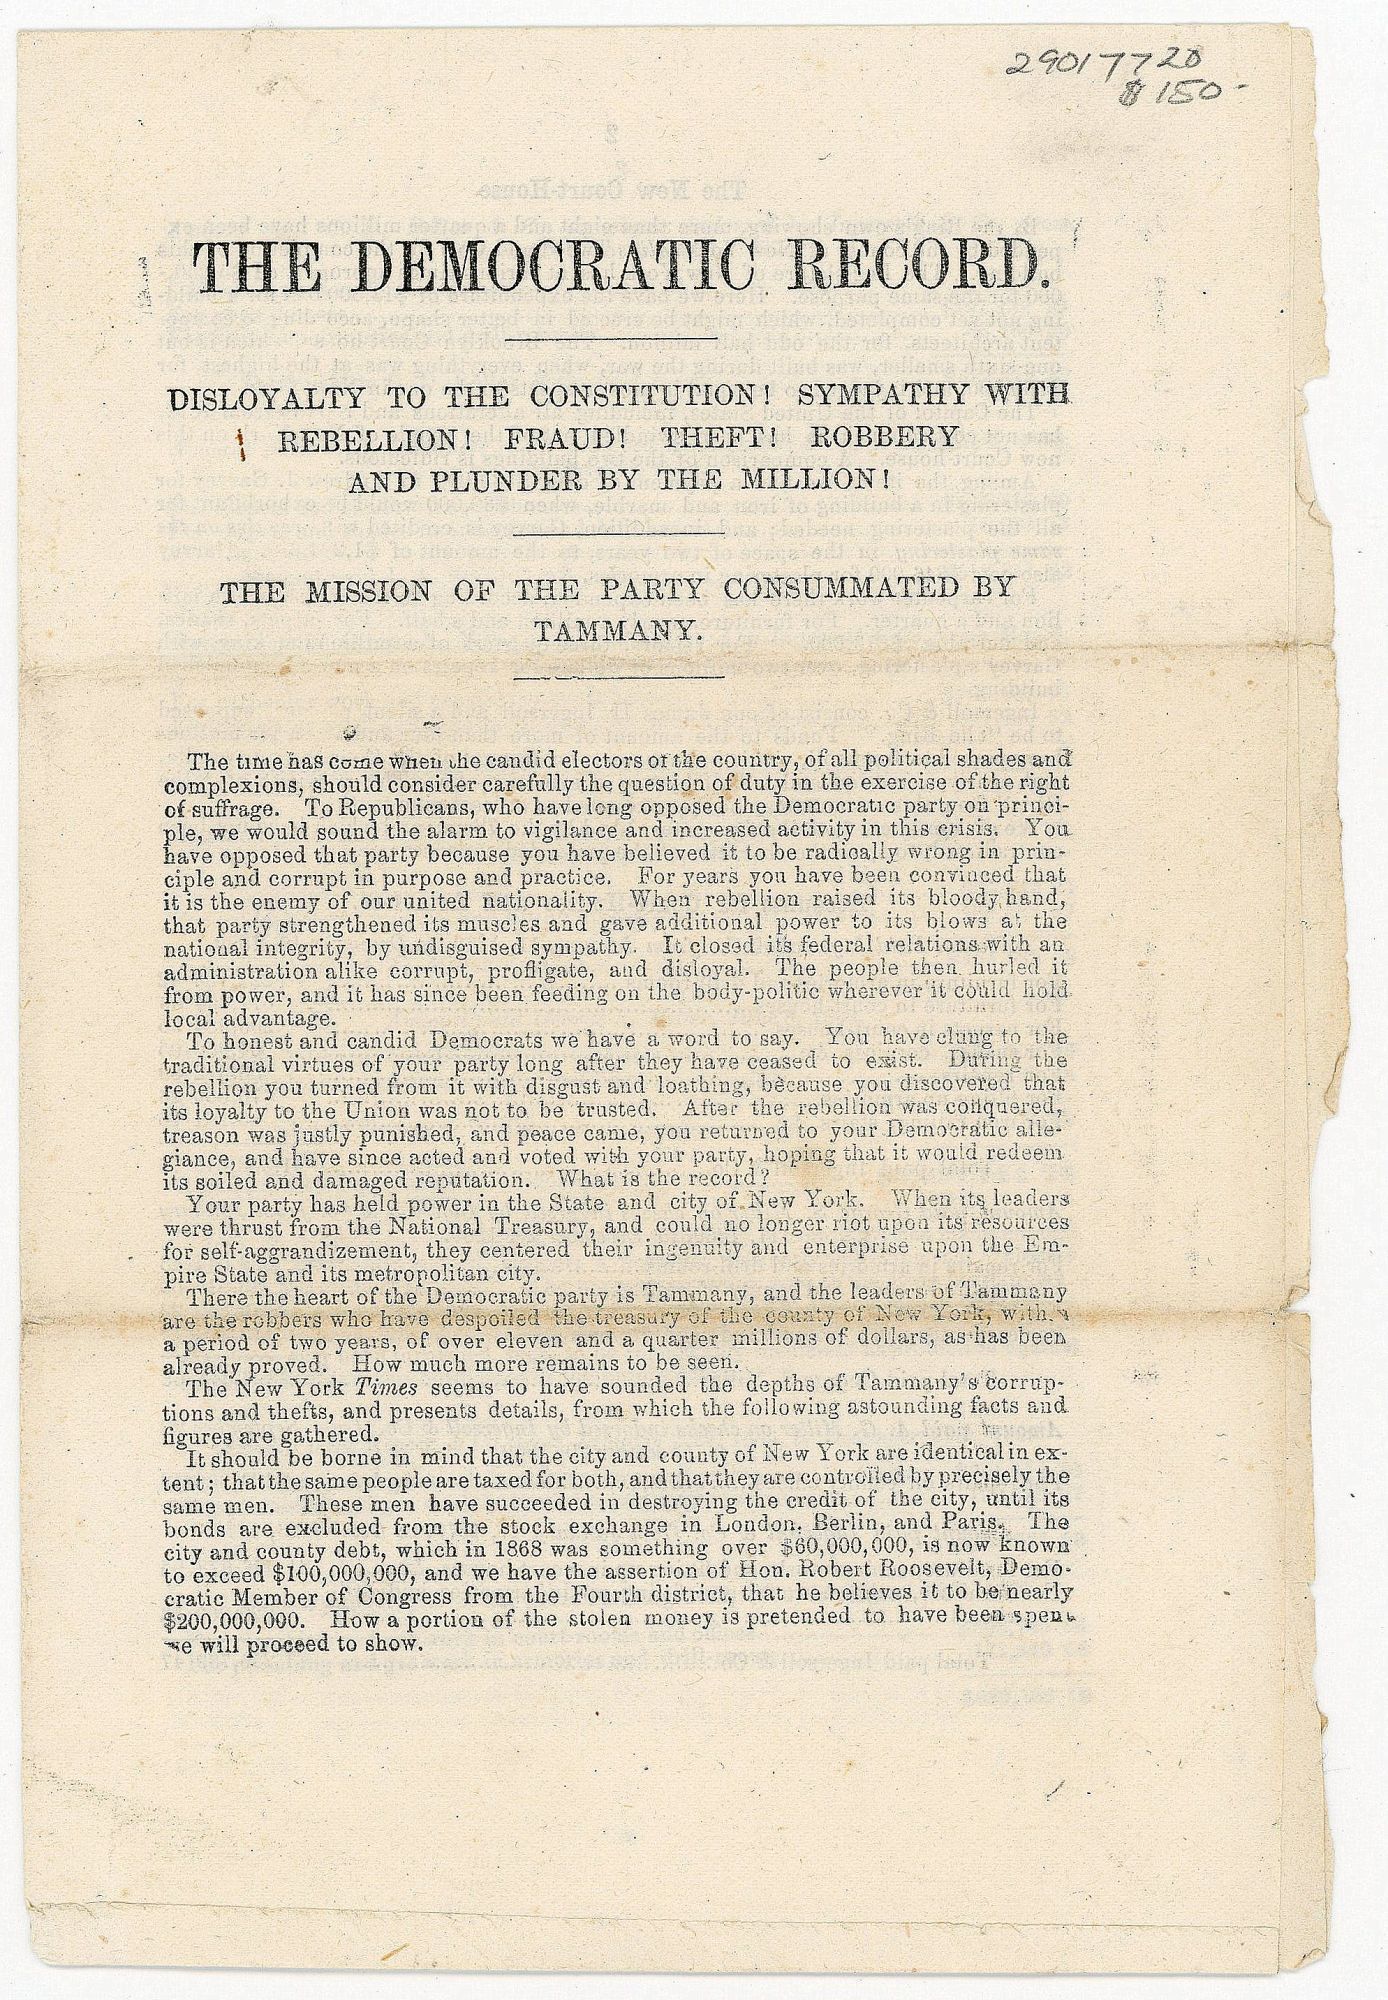 29017720
$150-
THE DEMOCRATIC RECORD.
DISLOYALTY TO THE CONSTITUTION! SYMPATHY WITH
REBELLION! FRAUD! THEFT! ROBBERY
AND PLUNDER BY THE MILLION!
THE MISSION OF THE PARTY CONSUMMATED BY
TAMMANY.
The time has come when the candid electors of the country, of all political shades and
complexions, should consider carefully the question of duty in the exercise of the right
of suffrage. To Republicans, who have long opposed the Democratic party on princi-
ple, we would sound the alarm to vigilance and increased activity in this crisis. You
have opposed that party because you have believed it to be radically wrong in prin-
ciple and corrupt in purpose and practice. For years you have been convinced that
it is the enemy of our united nationality. When rebellion raised its bloody hand,
that party strengthened its muscles and gave additional power to its blows at the
national integrity, by undisguised sympathy. It closed its federal relations with an
administration alike corrupt, profligate, and disloyal. The people then hurled it
from power, and it has since been feeding on the body-politic wherever it could hold
local advantage.
To honest and candid Democrats we have a word to say. You have clung to the
traditional virtues of your party long after they have ceased to exist. During the
rebellion you turned from it with disgust and loathing, because you discovered that
its loyalty to the Union was not to be trusted. After the rebellion was conquered,
treason was justly punished, and peace came, you returned to your Democratic alle-
giance, and have since acted and voted with your party, hoping that it would redeem
its soiled and damaged reputation. What is the record?
Your party has held power in the State and city of New York. When its leaders
were thrust from the National Treasury, and could no longer riot upon its resources
for self-aggrandizement, they centered their ingenuity and enterprise upon the Em-
pire State and its metropolitan city.
There the heart of the Democratic party is Tammany, and the leaders of Tammany
are the robbers who have despoiled the treasury of the county of New York, with
a period of two years, of over eleven and a quarter millions of dollars, as has been
already proved. How much more remains to be seen.
The New York Times seems to have sounded the depths of Tammany's corrup-
tions and thefts, and presents details, from which the following astounding facts and
figures are gathered.
It should be borne in mind that the city and county of New York are identical in ex-
tent; that the same people are taxed for both, and that they are controlled by precisely the
same men. These men have succeeded in destroying the credit of the city, until its
bonds are excluded from the stock exchange in London, Berlin, and Paris. The
city and county debt, which in 1868 was something over $60,000,000, is now known
to exceed $100,000,000, and we have the assertion of Hon. Robert Roosevelt, Demo-
cratic Member of Congress from the Fourth district, that he believes it to be nearly
$200,000,000. How a portion of the stolen money is pretended to have been spent
we will proceed to show.